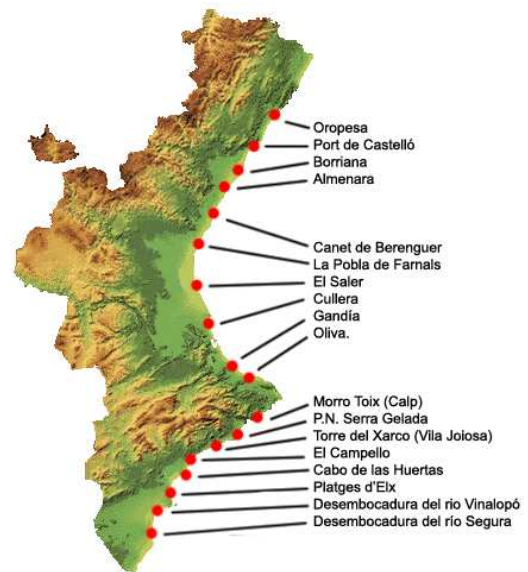 Oropesa
Port de Castelló
Borriana
Almenara
Canet de Berenguer
La Pobla de Farnals
El Saler
Cullera
Gandía
Oliva.
Morro Toix (Calp)
P.N. Serra Gelada
Torre del Xarco (Vila Joiosa)
El Campello
Cabo de las Huertas
Platges d'Elx
Desembocadura del rio Vinalopó
Desembocadura del río Segura